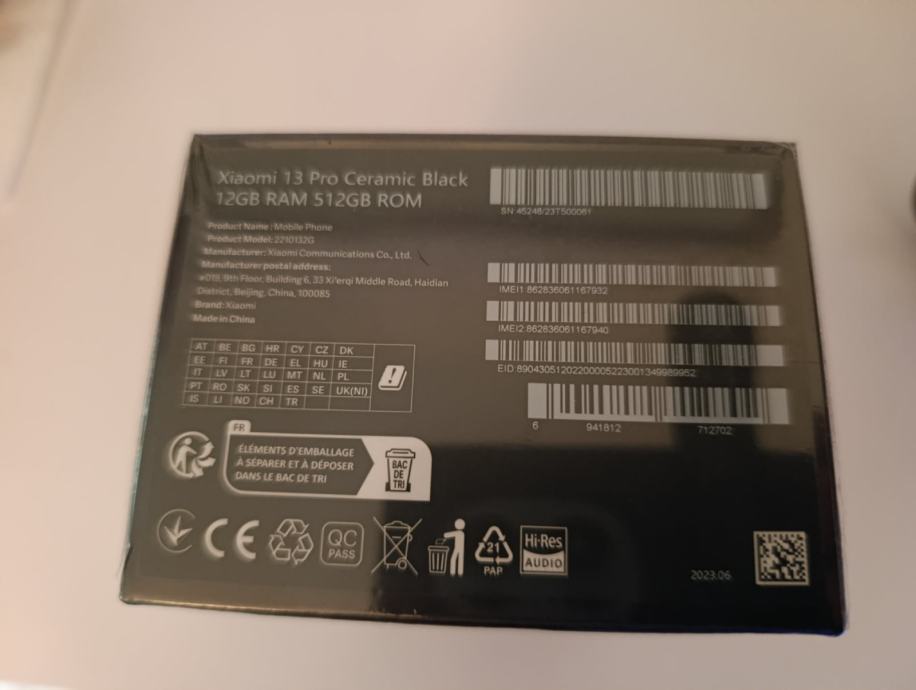 Xiaomi 13 Pro Ceramic Black
12GB RAM 512GB ROM
Product Name : Mobile Phone
Product Model: 2210132G
Manufacturer: Xiaomi Communications Co., Ltd.
Manufacturer postal address:
#019, 9th Floor, Building 6, 33 Xi'erqi Middle Road, Haidian
District, Beijing, China, 100085
Brand: Xiaomi
Made in China
SN:45248/23T500061
IMEI1:862836061167932
IMEI2:862836061167940
EID:89043051202200005223001349989952
6 941812 712702
AT BE BG HR CY CZ DK
EE FI FR DE EL HU IE
IT LV LT LU MT NL PL
PT RO SK SI ES SE UK(NI)
IS LI NO CH TR
FR
ÉLÉMENTS D'EMBALLAGE
À SÉPARER ET À DÉPOSER
DANS LE BAC DE TRI
BAC
DE
TRI
CE
QC
PASS
21
PAP
Hi-Res
AUDIO
2023.06